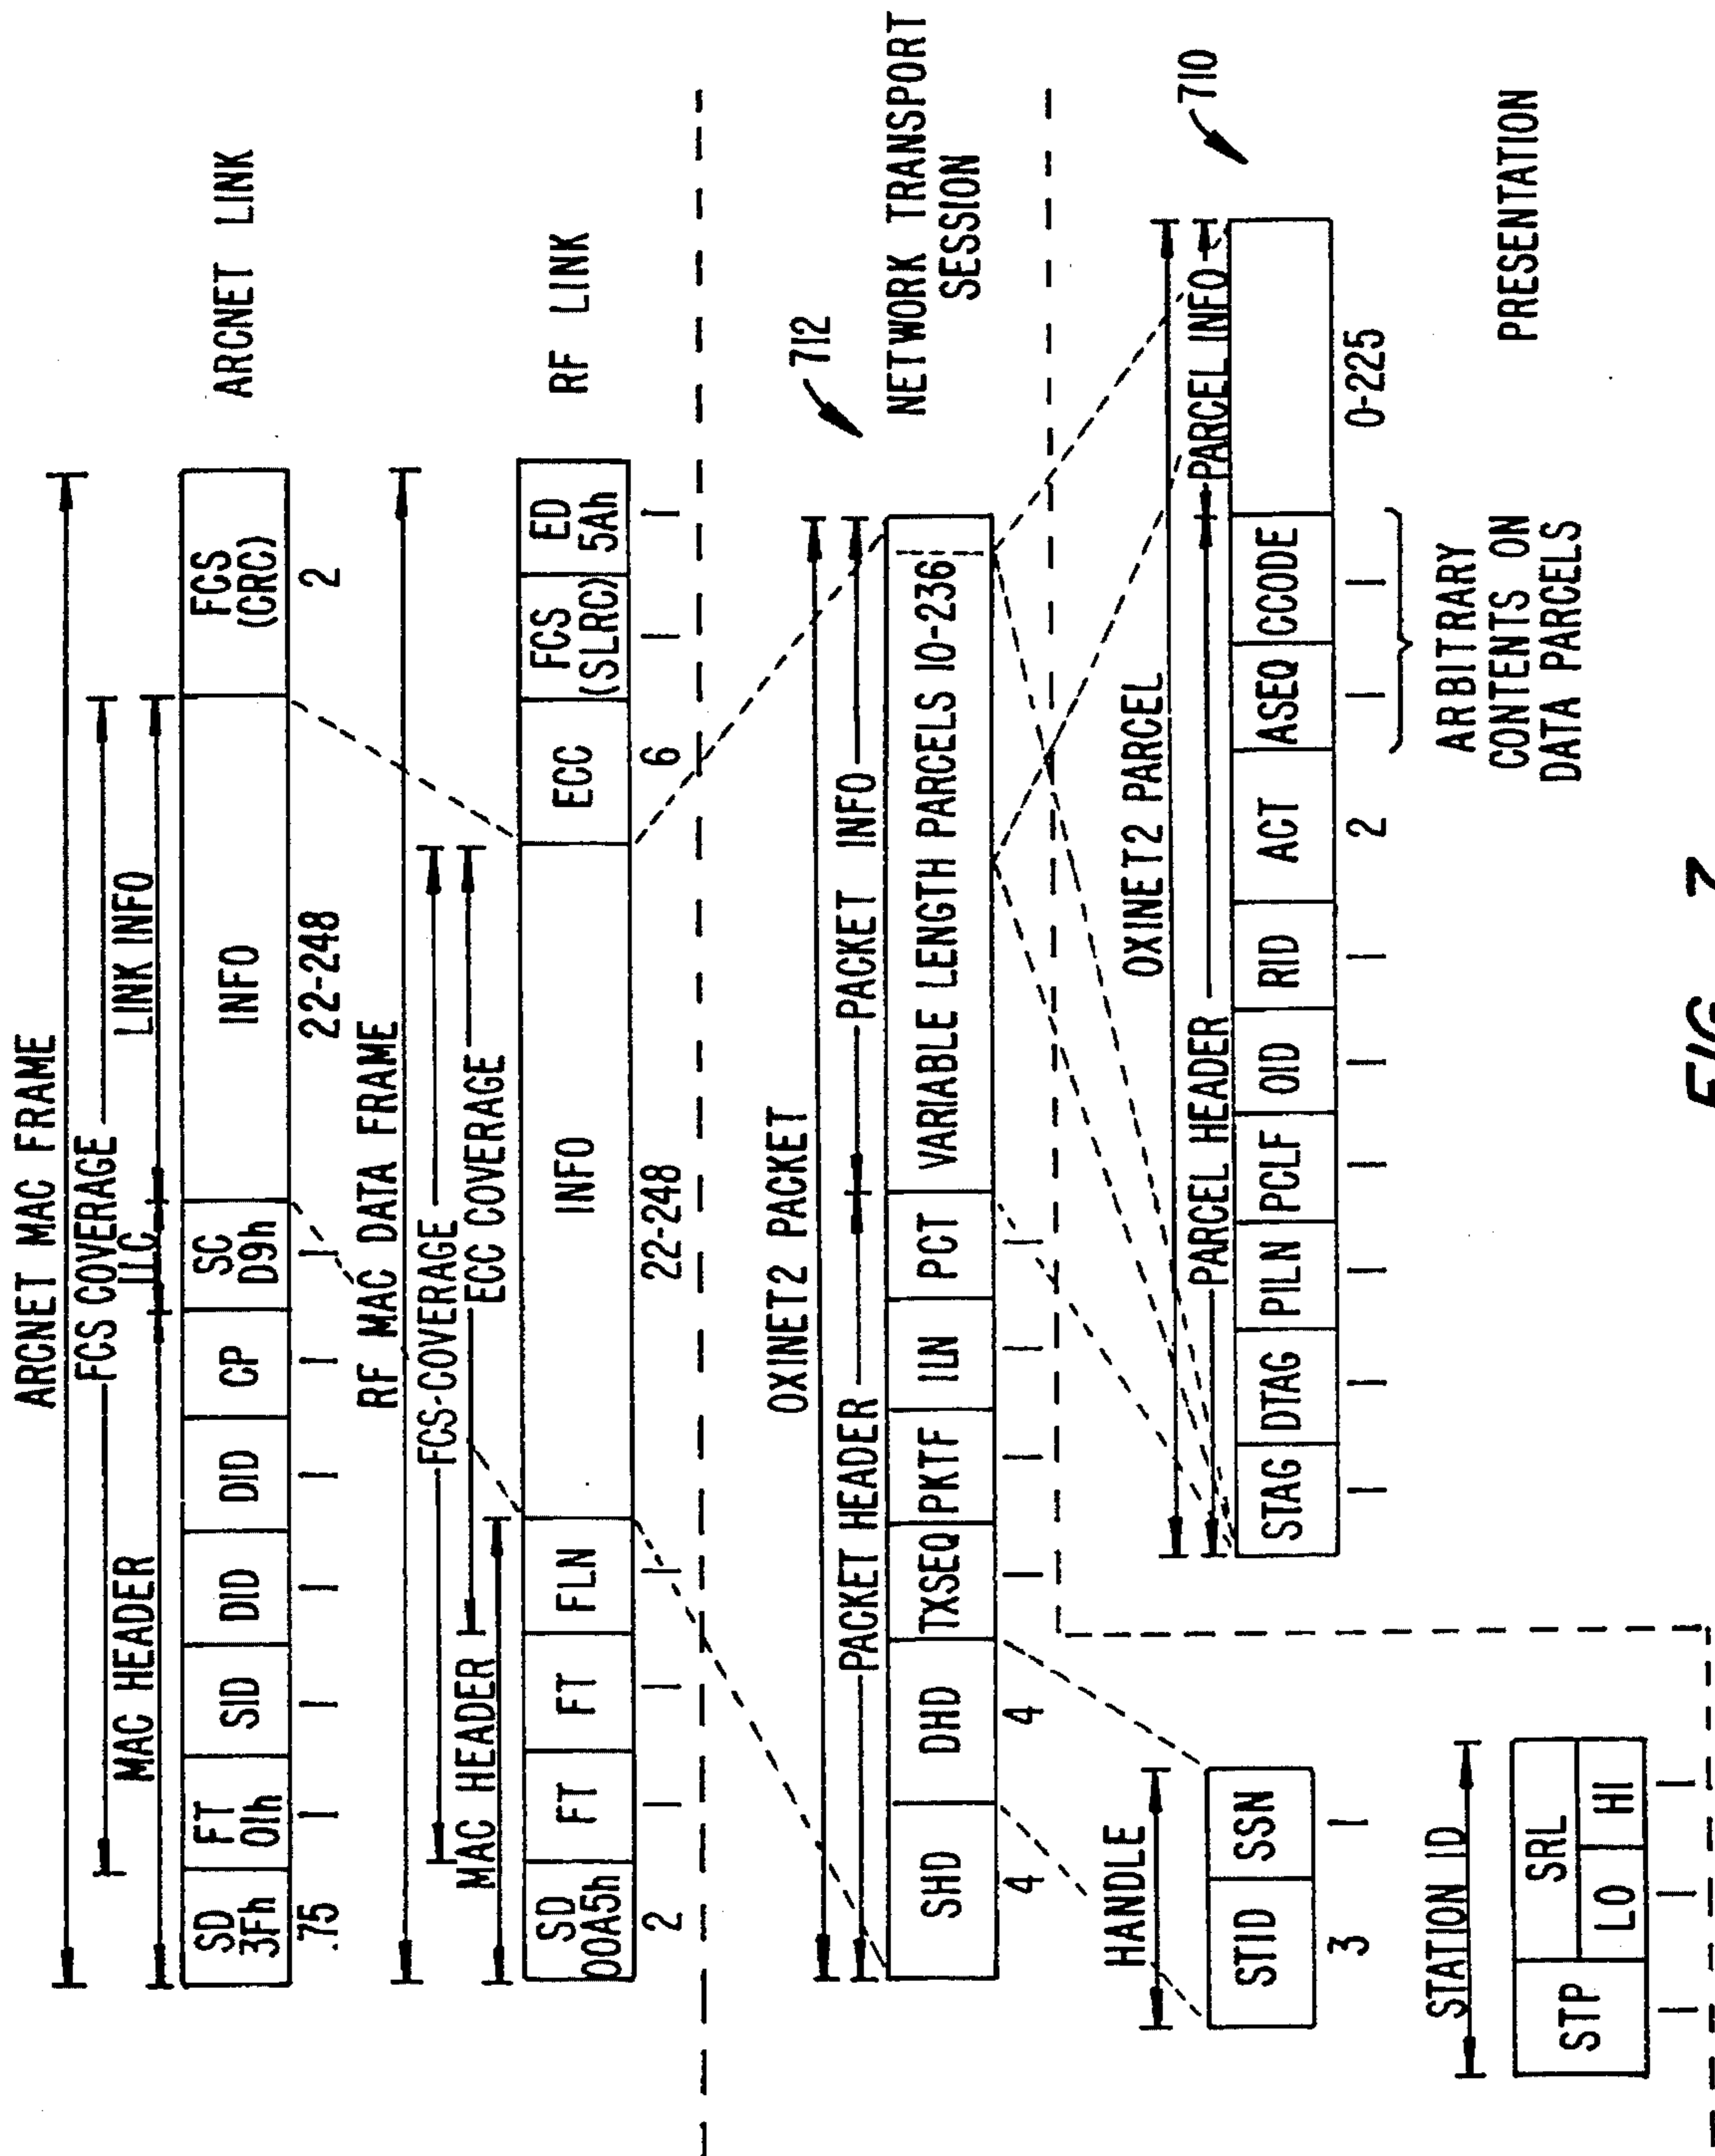 ARCNET MAC FRAME
FCS COVERAGE
MAC HEADER LLC LINK INFO
SD 3Fh FT 01h SID DID DID CP SC D9h INFO FCS (CRC)
.75 1 1 1 1 1 1 22-248 2
ARCNET LINK
RF MAC DATA FRAME
FCS-COVERAGE
MAC HEADER ECC COVERAGE
SD 00A5h FT FT FLN INFO ECC FCS (SLRC) ED 5Ah
2 1 1 1 22-248 6 1 1
RF LINK
OXINET2 PACKET
712
PACKET HEADER PACKET INFO
SHD DHD TXSEQ PKTF ILN PCT VARIABLE LENGTH PARCELS 10-236
4 4 1 1 1 1
NETWORK TRANSPORT
SESSION
HANDLE
STID SSN
3 1
STATION ID
STP SRL
LO HI
1 1 1
OXINET2 PARCEL
710
PARCEL HEADER PARCEL INFO
STAG DTAG PILN PCLF OID RID ACT ASEQ CCODE
1 1 1 1 1 1 2 1 1 0-225
ARBITRARY
CONTENTS ON
DATA PARCELS
PRESENTATION